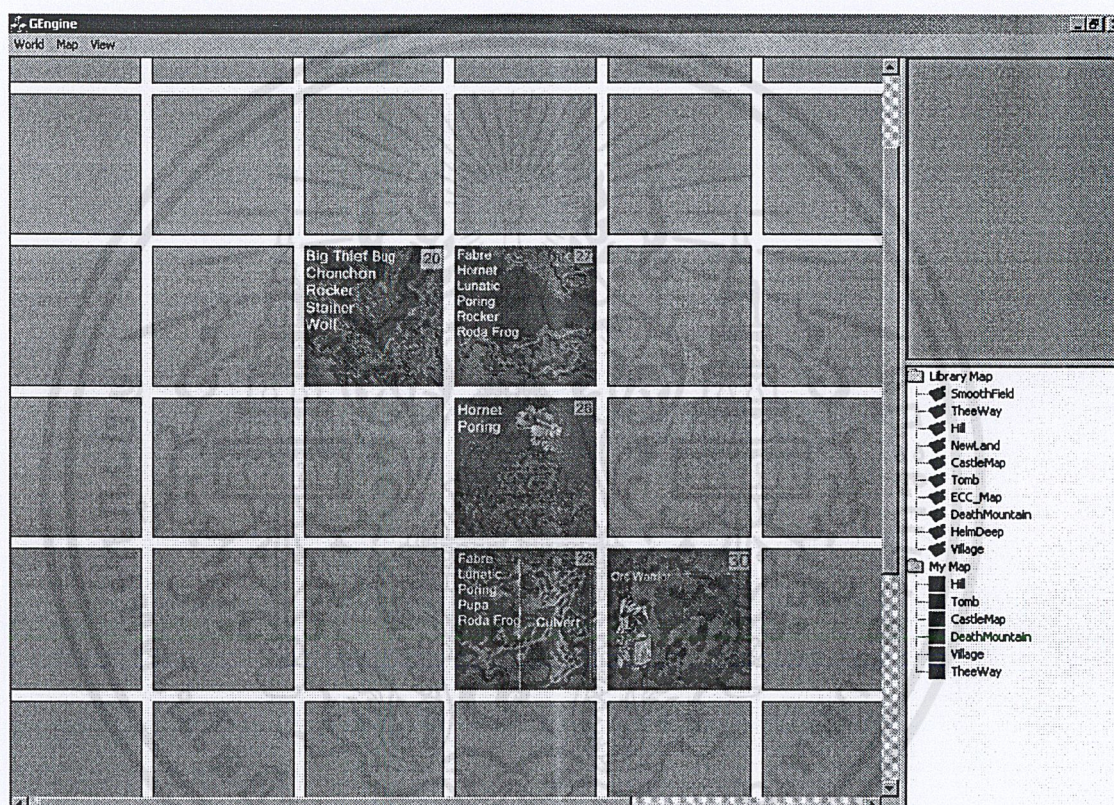 GEngine
World Map View
Big Thief Bug 20
Chonchon
Rocker
Stainer
Wolf
Fabre 27
Hornet
Lunatic
Poring
Rocker
Roda Frog
Hornet
Poring
Fabre
Lunatic
Poring
Pupa
Roda Frog Culvert
30
Orc Warrior
Library Map
SmoothField
TheeWay
Hill
NewLand
CastleMap
Tomb
ECC_Map
DeathMountain
HelmDeep
Village
My Map
Hill
Tomb
CastleMap
DeathMountain
Village
TheeWay